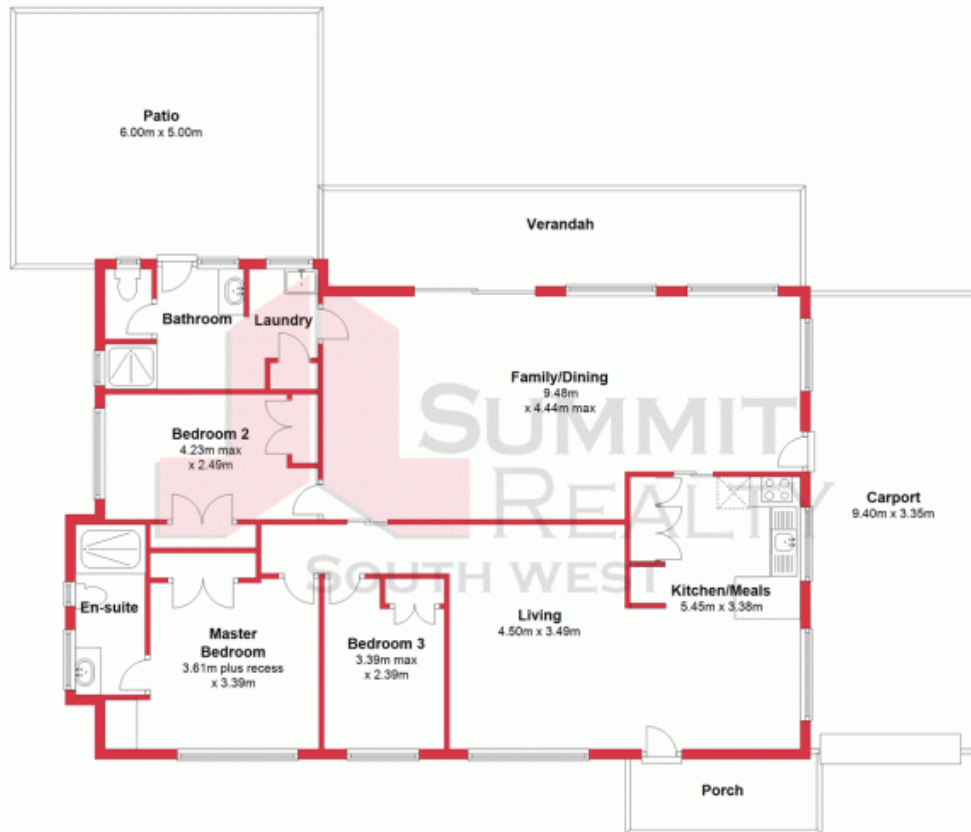 Patio
6.00m x 5.00m
Verandah
Bathroom
Laundry
Family/Dining
9.48m
x 4.44m max
Bedroom 2
4.23m max
x 2.49m
SUMMIT
REALTY
SOUTH WEST
Carport
9.40m x 3.35m
En-suite
Master
Bedroom
3.61m plus recess
x 3.39m
Bedroom 3
3.39m max
x 2.39m
Living
4.50m x 3.49m
Kitchen/Meals
5.45m x 3.38m
Porch